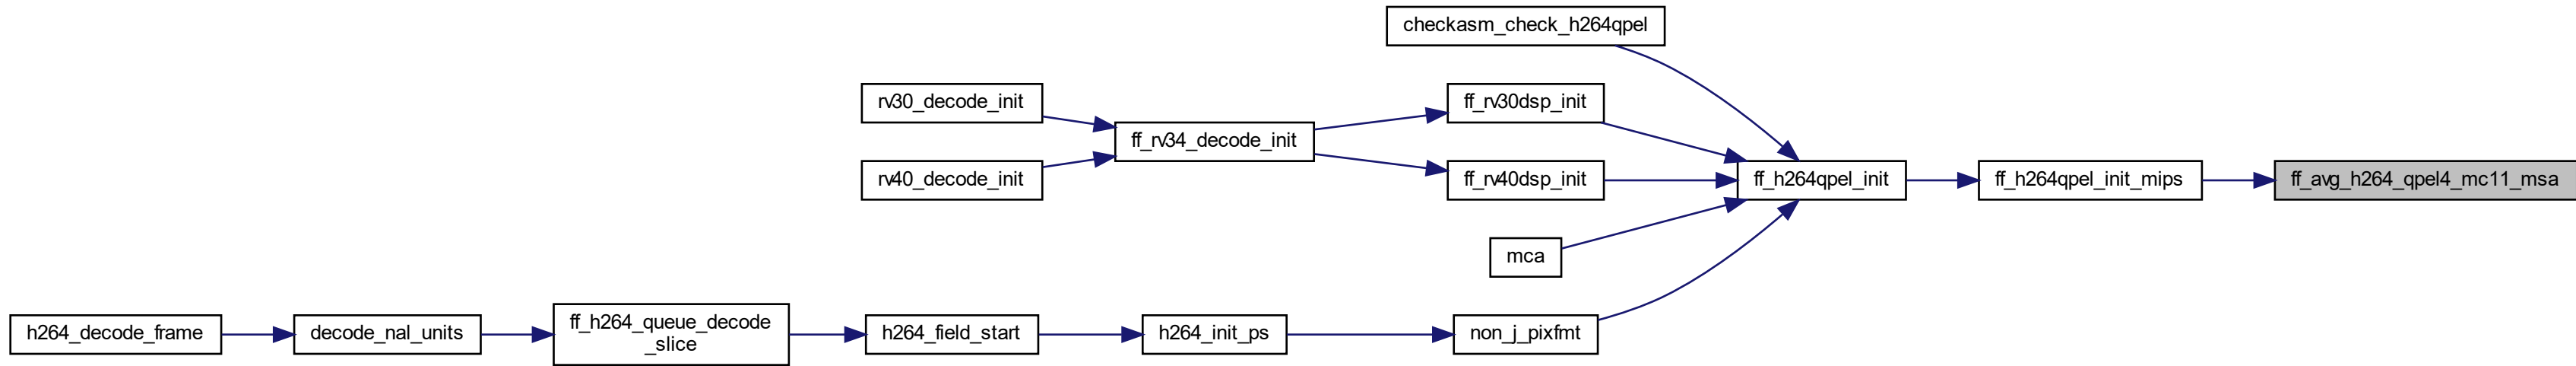 checkasm_check_h264qpel
rv30_decode_init
ff_rv30dsp_init
ff_rv34_decode_init
rv40_decode_init
ff_rv40dsp_init
ff_h264qpel_init
ff_h264qpel_init_mips
ff_avg_h264_qpel4_mc11_msa
mca
h264_decode_frame
decode_nal_units
ff_h264_queue_decode
_slice
h264_field_start
h264_init_ps
non_j_pixfmt